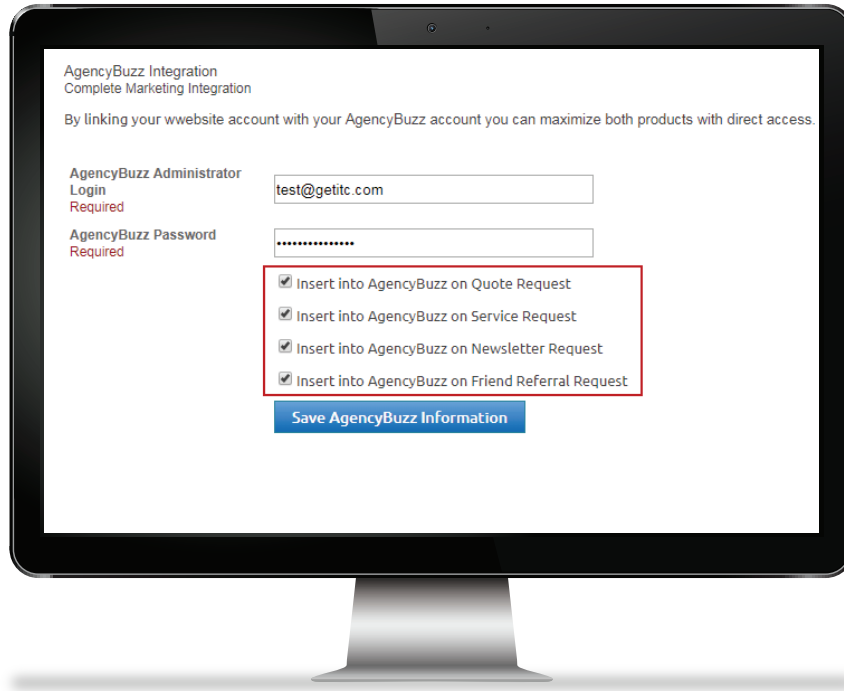 AgencyBuzz Integration
Complete Marketing Integration
By linking your wwebsite account with your AgencyBuzz account you can maximize both products with direct access.
AgencyBuzz Administrator
Login
Required
test@getitc.com
AgencyBuzz Password
Required
•••••••••••••••
Insert into AgencyBuzz on Quote Request
Insert into AgencyBuzz on Service Request
Insert into AgencyBuzz on Newsletter Request
Insert into AgencyBuzz on Friend Referral Request
Save AgencyBuzz Information